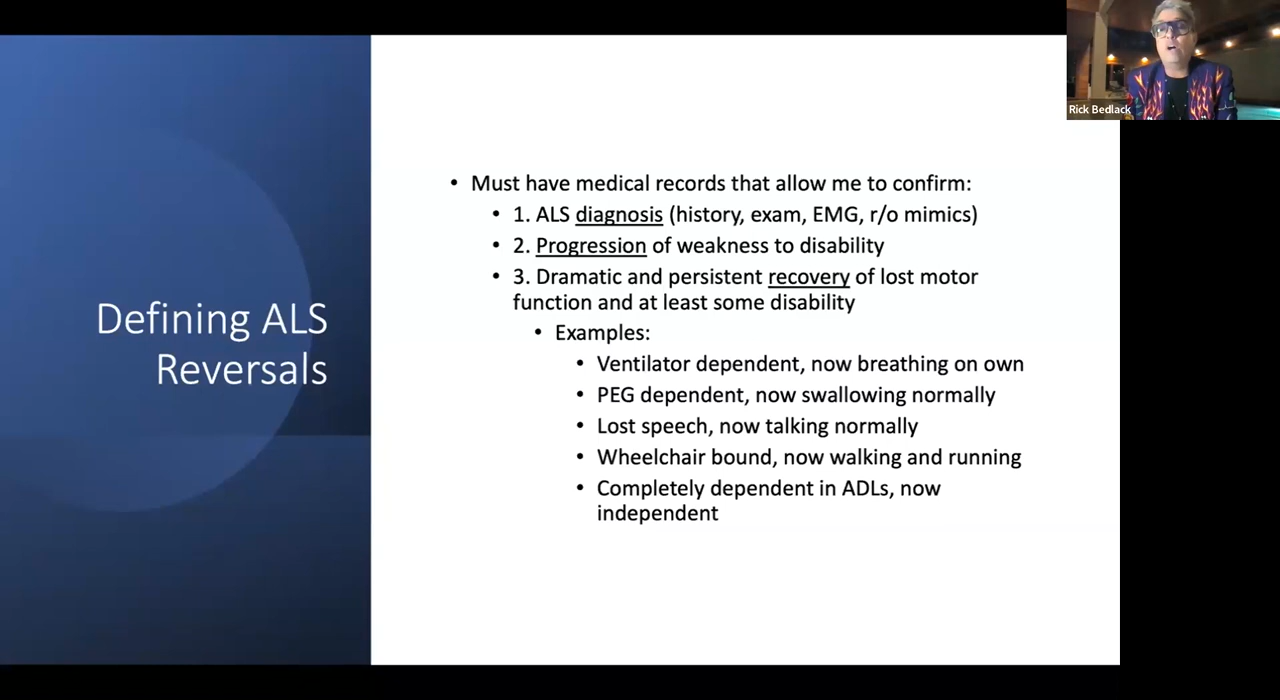 Rick Bedlack
Defining ALS
Reversals
• Must have medical records that allow me to confirm:
• 1. ALS diagnosis (history, exam, EMG, r/o mimics)
• 2. Progression of weakness to disability
• 3. Dramatic and persistent recovery of lost motor
function and at least some disability
• Examples:
• Ventilator dependent, now breathing on own
• PEG dependent, now swallowing normally
• Lost speech, now talking normally
• Wheelchair bound, now walking and running
• Completely dependent in ADLs, now
independent